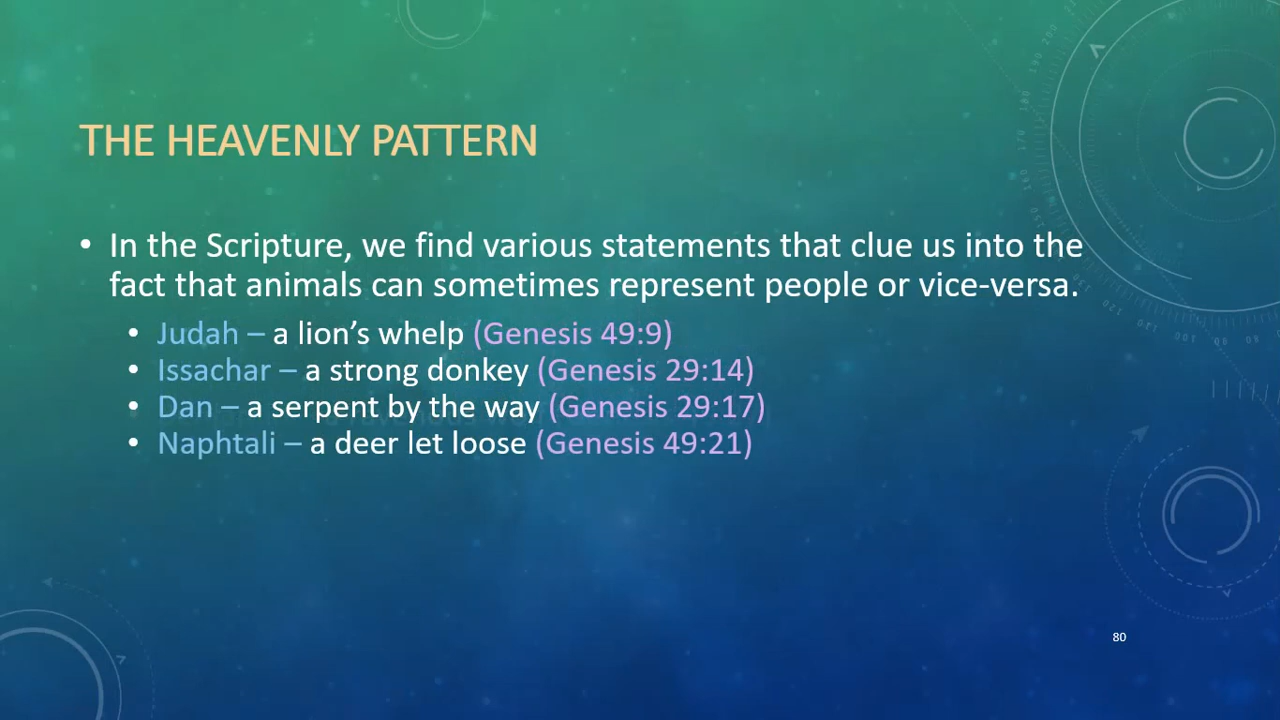 THE HEAVENLY PATTERN
• In the Scripture, we find various statements that clue us into the
fact that animals can sometimes represent people or vice-versa.
• Judah – a lion's whelp (Genesis 49:9)
• Issachar – a strong donkey (Genesis 29:14)
• Dan – a serpent by the way (Genesis 29:17)
• Naphtali – a deer let loose (Genesis 49:21)
80